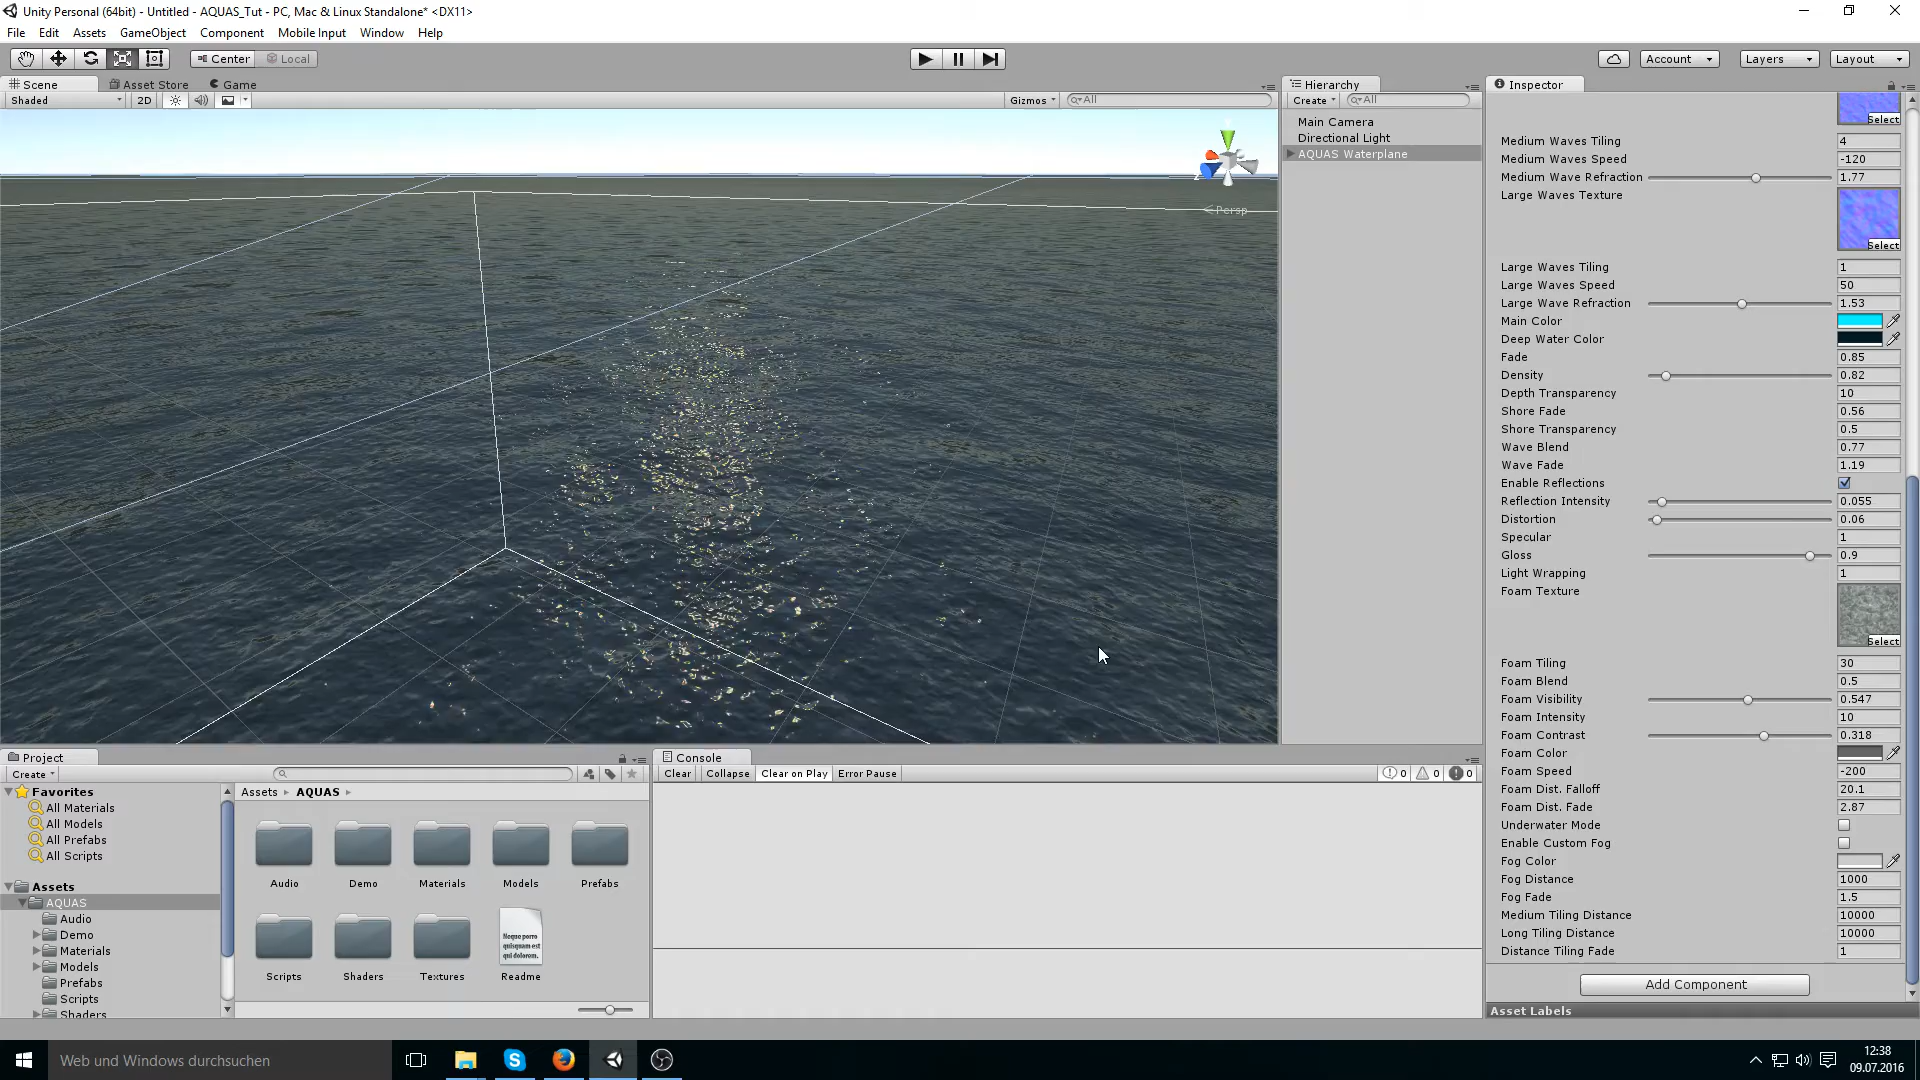 Unity Personal (64bit) - Untitled - AQUAS_Tut - PC, Mac & Linux Standalone* <DX11>
File Edit Assets GameObject Component Mobile Input Window Help
Center Local Account Layers Layout
Scene Asset Store Game Hierarchy Inspector
Shaded 2D Gizmos All Create All
Select
Main Camera
Directional Light
AQUAS Waterplane
Persp
Medium Waves Tiling 4
Medium Waves Speed -120
Medium Wave Refraction 1.77
Large Waves Texture
Select
Large Waves Tiling 1
Large Waves Speed 50
Large Wave Refraction 1.53
Main Color
Deep Water Color
Fade 0.85
Density 0.82
Depth Transparency 10
Shore Fade 0.56
Shore Transparency 0.5
Wave Blend 0.77
Wave Fade 1.19
Enable Reflections
Reflection Intensity 0.055
Distortion 0.06
Specular 1
Gloss 0.9
Light Wrapping 1
Foam Texture
Select
Foam Tiling 30
Foam Blend 0.5
Foam Visibility 0.547
Foam Intensity 10
Foam Contrast 0.318
Foam Color
Foam Speed -200
Foam Dist. Falloff 20.1
Foam Dist. Fade 2.87
Underwater Mode
Enable Custom Fog
Fog Color
Fog Distance 1000
Fog Fade 1.5
Medium Tiling Distance 10000
Long Tiling Distance 10000
Distance Tiling Fade 1
Add Component
Asset Labels
Project
Create
Favorites
All Materials
All Models
All Prefabs
All Scripts
Assets
AQUAS
Audio
Demo
Materials
Models
Prefabs
Scripts
Shaders
Assets AQUAS
Audio Demo Materials Models Prefabs
Neque porro
quisquam est
qui dolorem.
Scripts Shaders Textures Readme
Console
Clear Collapse Clear on Play Error Pause 0 0 0
Web und Windows durchsuchen
12:38
09.07.2016